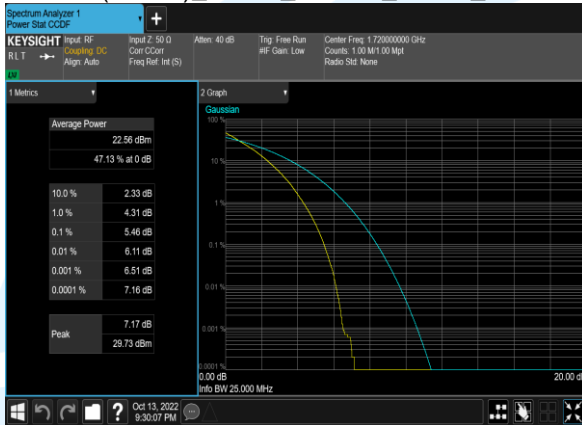 Spectrum Analyzer 1
Power Stat CCDF
+
KEYSIGHT
RLT
Input: RF
Coupling: DC
Align: Auto
Input Z: 50 Ω
Corr CCorr
Freq Ref: Int (S)
Atten: 40 dB
Trig: Free Run
#IF Gain: Low
Center Freq: 1.720000000 GHz
Counts: 1.00 M/1.00 Mpt
Radio Std: None
1 Metrics
Average Power
22.56 dBm
47.13 % at 0 dB
10.0 % 2.33 dB
1.0 % 4.31 dB
0.1 % 5.46 dB
0.01 % 6.11 dB
0.001 % 6.51 dB
0.0001 % 7.16 dB
Peak
7.17 dB
29.73 dBm
2 Graph
Gaussian
100 %
10 %
1 %
0.1 %
0.01 %
0.001 %
0.0001 %
0.00 dB
20.00 d
Info BW 25.000 MHz
?
Oct 13, 2022
9:30:07 PM